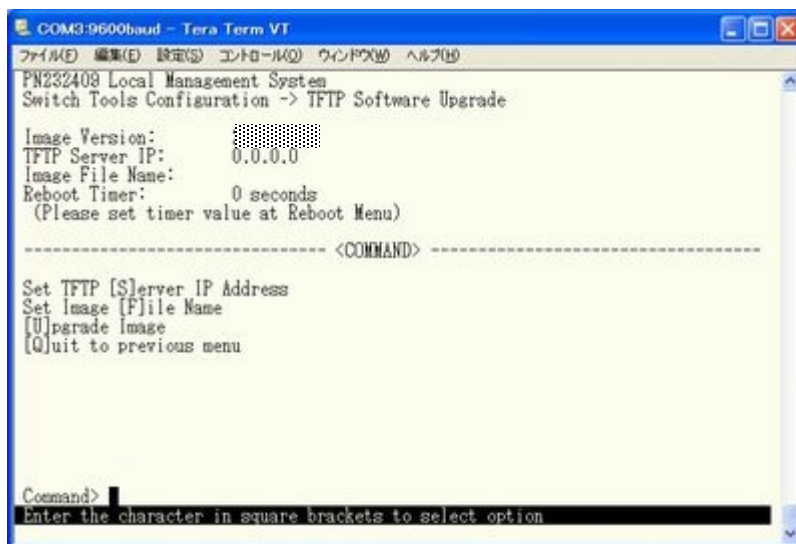 COM3:9600baud - Tera Term VT
ファイル(F) 編集(E) 設定(S) コントロール(O) ウィンドウ(W) ヘルプ(H)
PN232409 Local Management System
Switch Tools Configuration -> TFTP Software Upgrade
Image Version:
TFTP Server IP: 0.0.0.0
Image File Name:
Reboot Timer: 0 seconds
(Please set timer value at Reboot Menu)
-------------------------------- <COMMAND> -----------------------------------
Set TFTP [S]erver IP Address
Set Image [F]ile Name
[U]pgrade Image
[Q]uit to previous menu
Command>
Enter the character in square brackets to select option